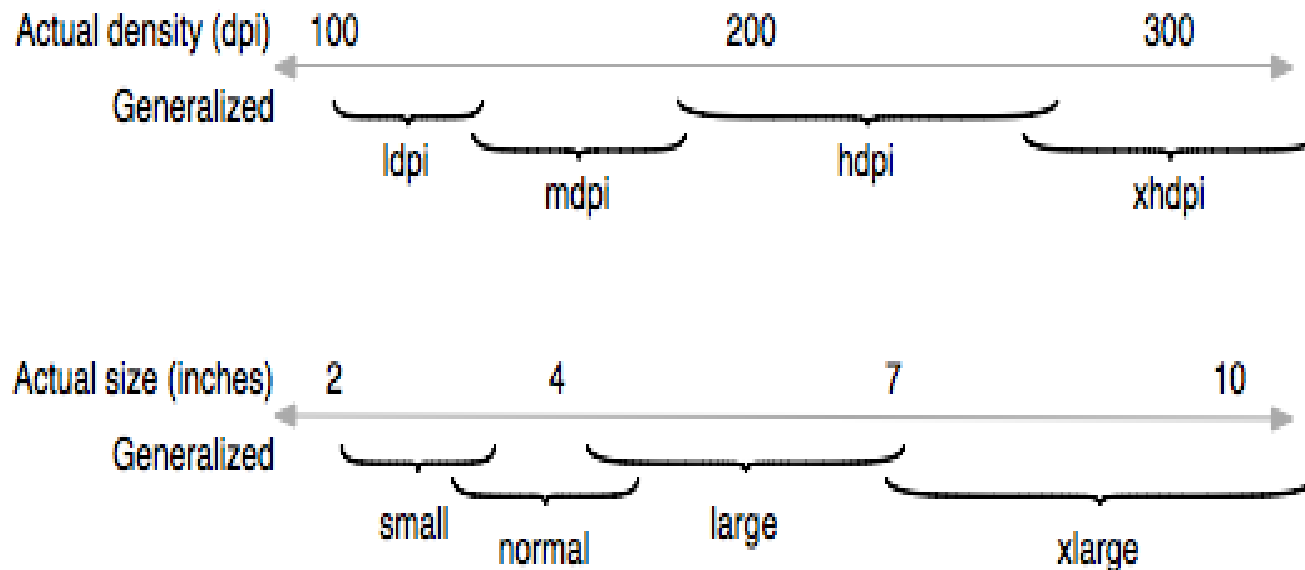 Actual density (dpi) 100 200 300
Generalized
ldpi hdpi
mdpi xhdpi
Actual size (inches) 2 4 7 10
Generalized
small large
normal xlarge